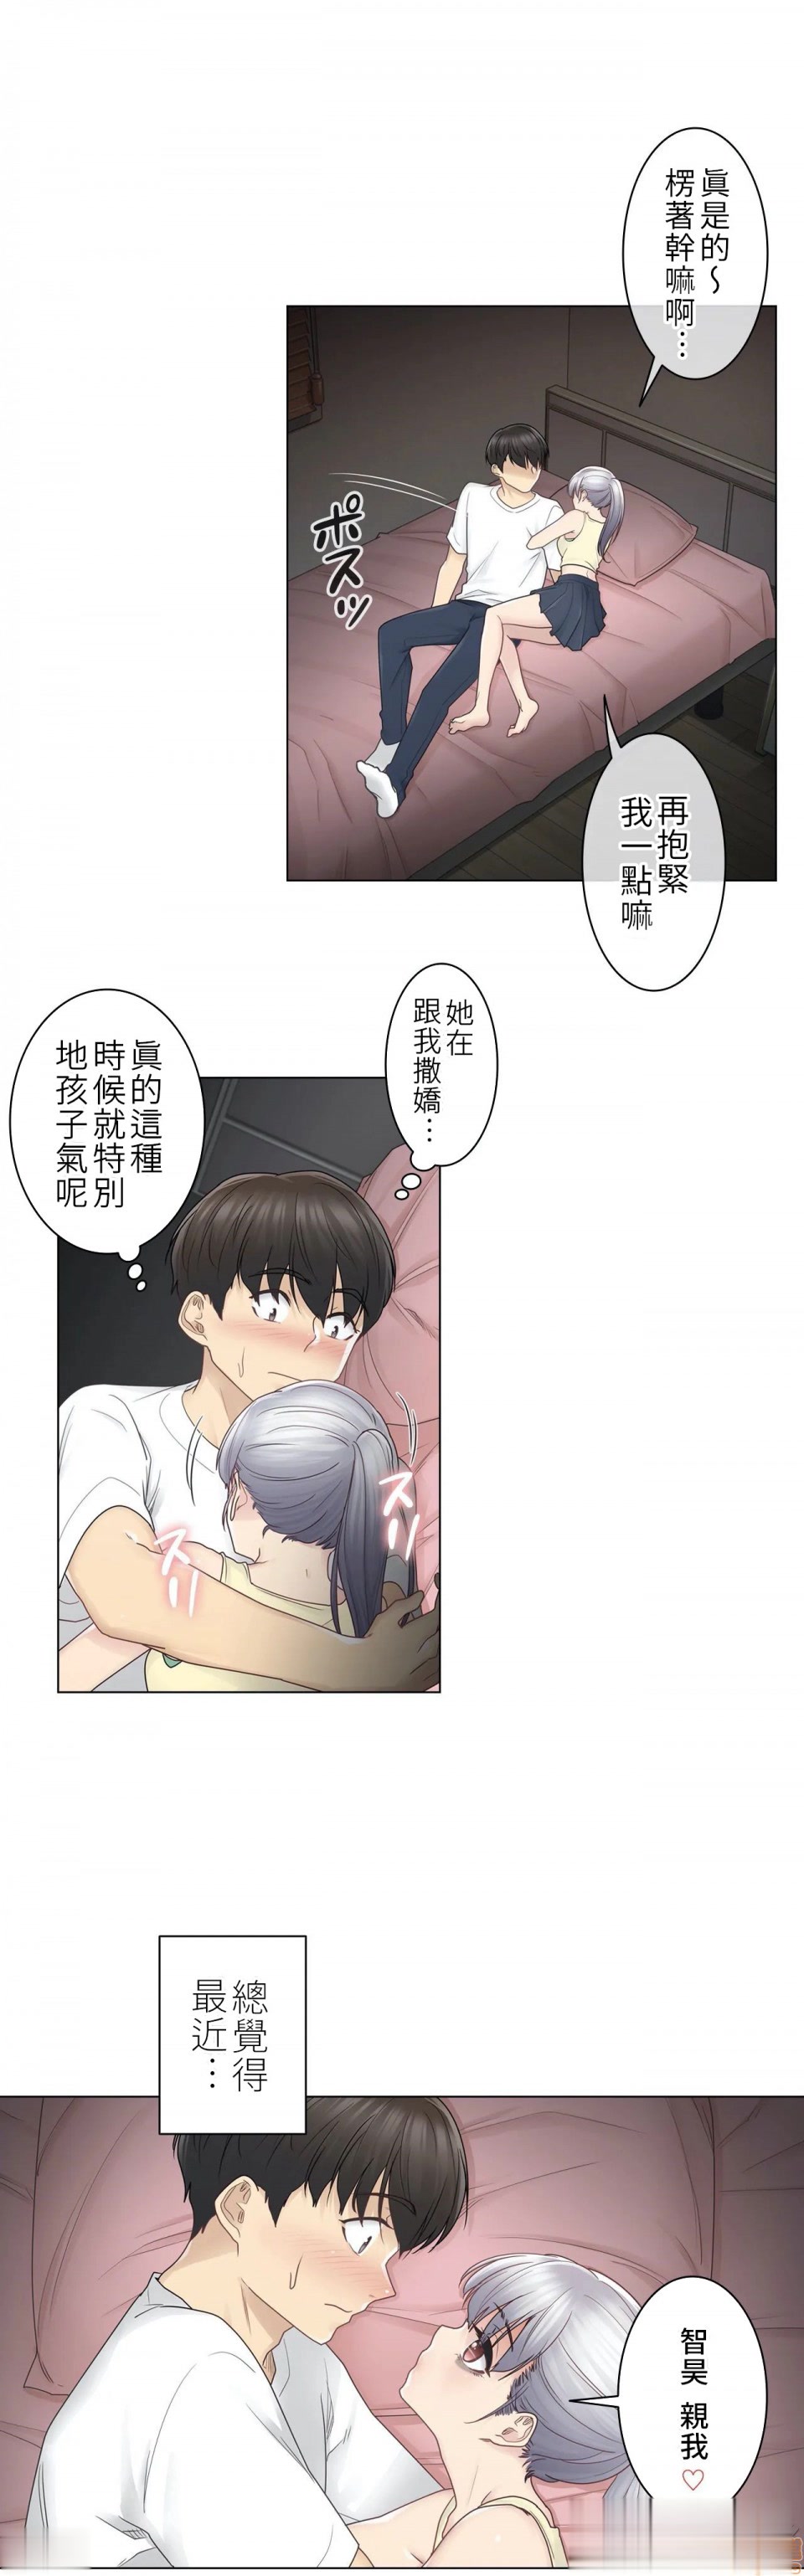 眞是的～
楞著幹嘛啊…
ポスッ
再抱緊
我一點嘛
她在
跟我撒嬌…
眞的這種
時候就特別
地孩子氣呢
スリ
スリ
總覺得
最近…
智昊 親我♡